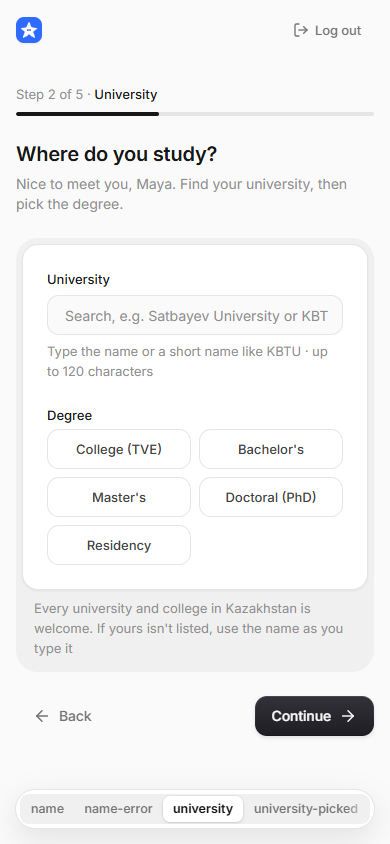 Log out
Step 2 of 5 · University
Where do you study?
Nice to meet you, Maya. Find your university, then
pick the degree.
University
Search, e.g. Satbayev University or KBT
Type the name or a short name like KBTU · up
to 120 characters
Degree
College (TVE)
Bachelor's
Master's
Doctoral (PhD)
Residency
Every university and college in Kazakhstan is
welcome. If yours isn't listed, use the name as you
type it
Back
Continue
name
name-error
university
university-picked